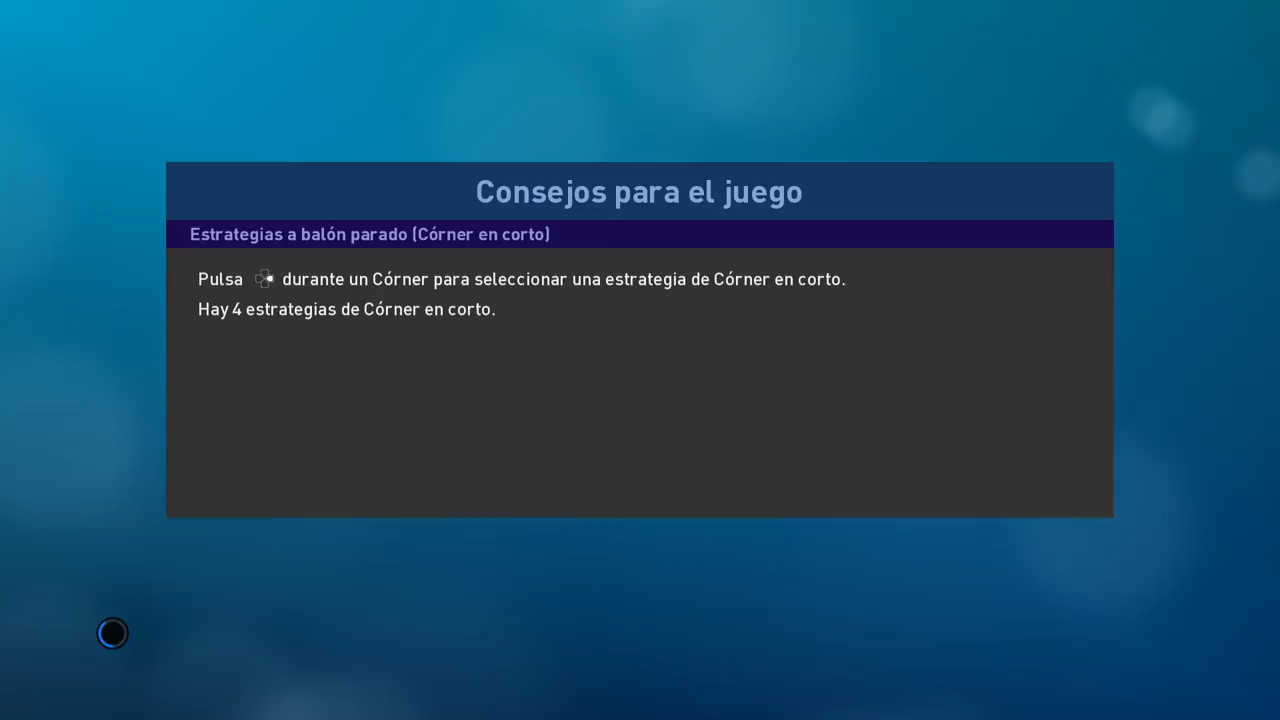 Consejos para el juego
Estrategias a balón parado (Córner en corto)
Pulsa durante un Córner para seleccionar una estrategia de Córner en corto.
Hay 4 estrategias de Córner en corto.